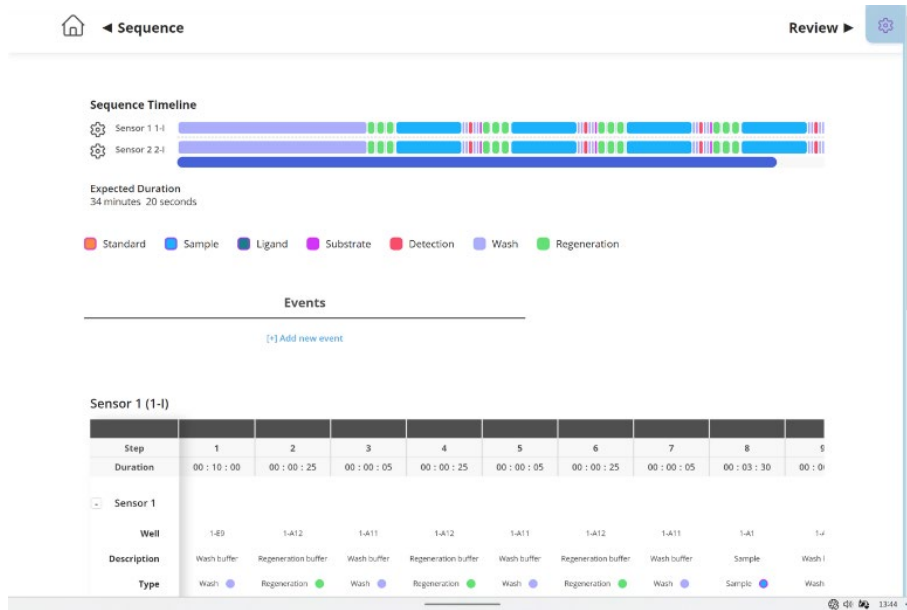 ◄ Sequence
Review ►
Sequence Timeline
Sensor 1 1-I
Sensor 2 2-I
Expected Duration
34 minutes 20 seconds
Standard Sample Ligand Substrate Detection Wash Regeneration
Events
[+] Add new event
Sensor 1 (1-I)
Step 1 2 3 4 5 6 7 8 9
Duration 00 : 10 : 00 00 : 00 : 25 00 : 00 : 05 00 : 00 : 25 00 : 00 : 05 00 : 00 : 25 00 : 00 : 05 00 : 03 : 30 00 : 0
- Sensor 1
Well 1-E9 1-A12 1-A11 1-A12 1-A11 1-A12 1-A11 1-A1
Description Wash buffer Regeneration buffer Wash buffer Regeneration buffer Wash buffer Regeneration buffer Wash buffer Sample Wash
Type Wash Regeneration Wash Regeneration Wash Regeneration Wash Sample Wash
13:44